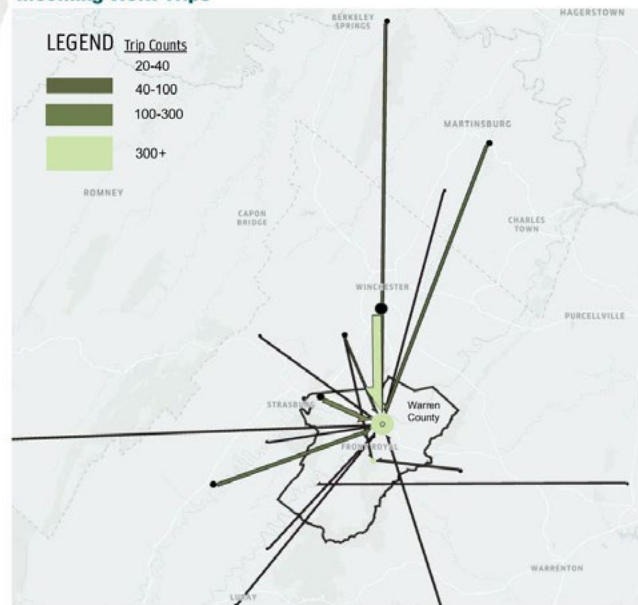 Incoming Work Trips
LEGEND Trip Counts
20-40
40-100
100-300
300+
BERKELEY
SPRINGS
HAGERSTOWN
MARTINSBURG
ROMNEY
CAPON
BRIDGE
CHARLES
TOWN
WINCHESTER
PURCELLVILLE
STRASBURG
Warren
County
FRONT ROYAL
WARRENTON
LURAY